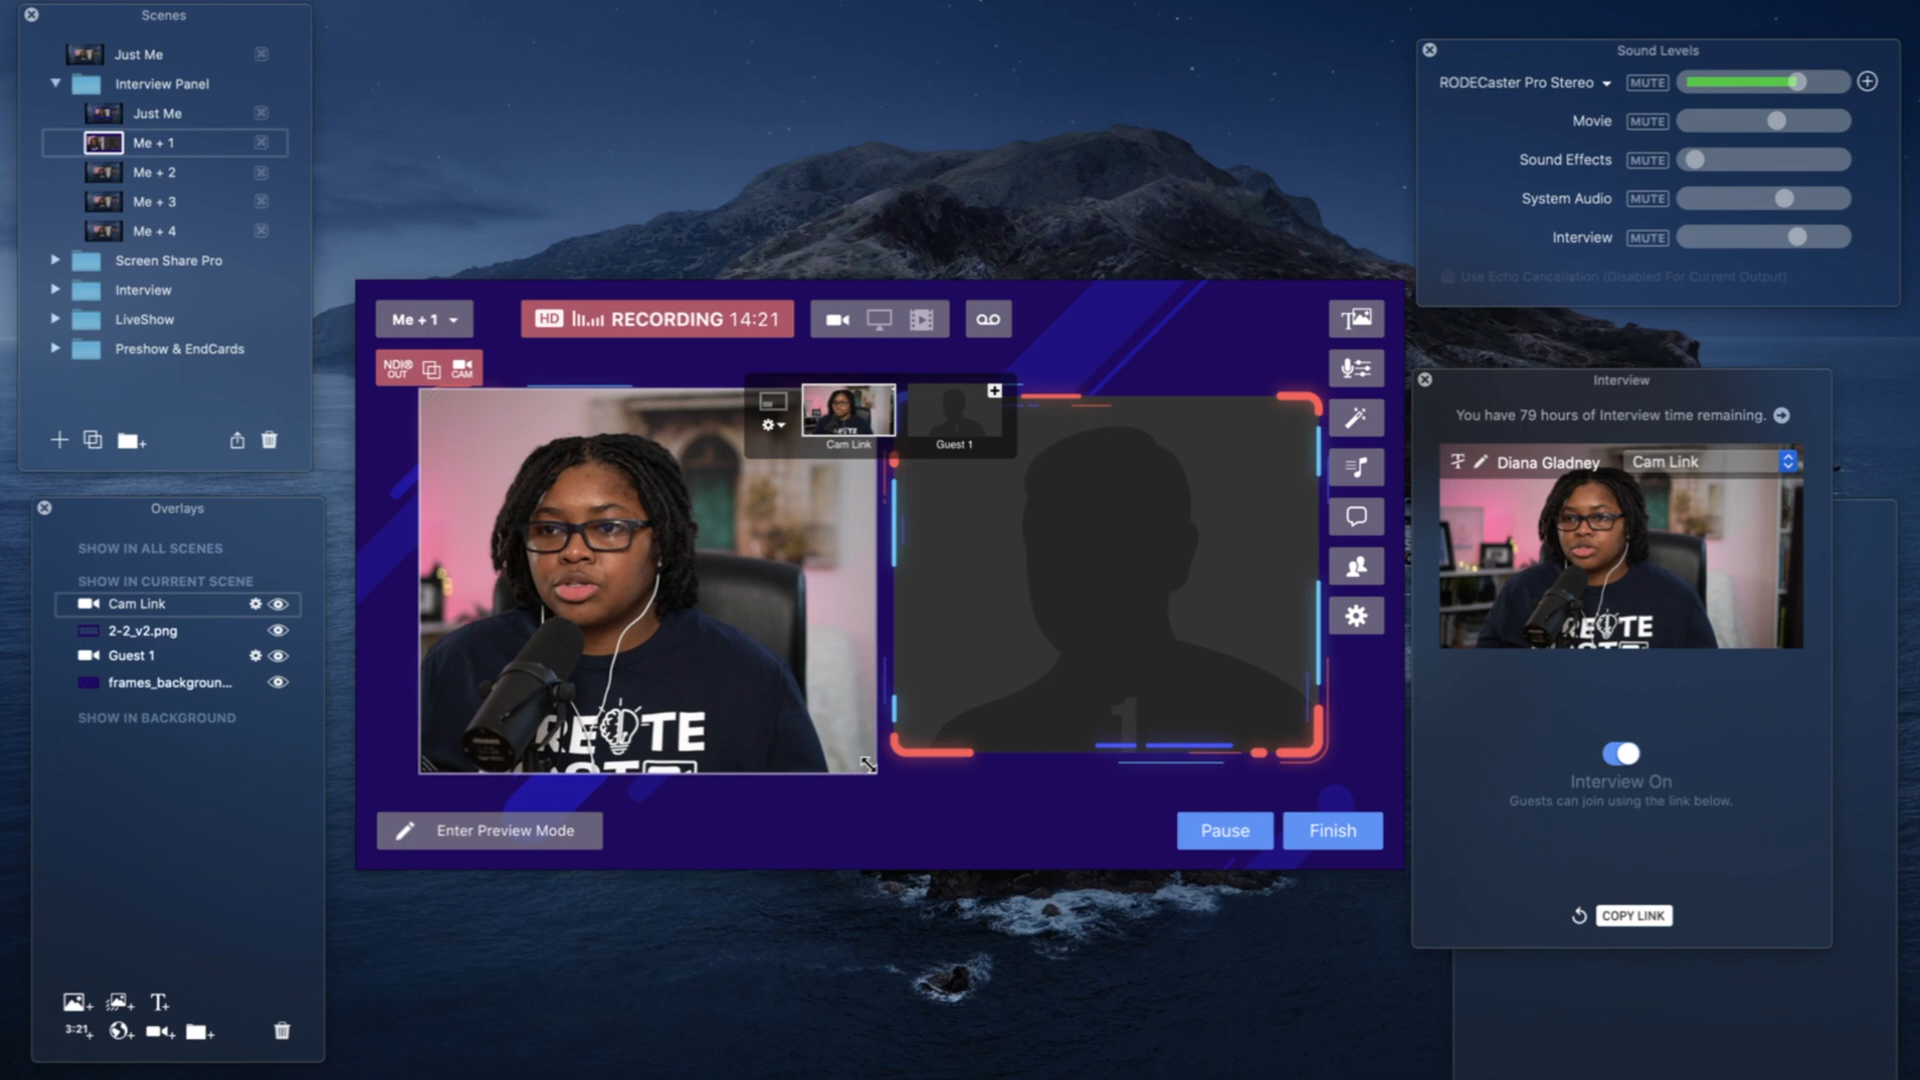 Scenes
Just Me
Interview Panel
Just Me
Me + 1
Me + 2
Me + 3
Me + 4
Screen Share Pro
Interview
LiveShow
Preshow & EndCards
Overlays
SHOW IN ALL SCENES
SHOW IN CURRENT SCENE
Cam Link
2-2_v2.png
Guest 1
frames_backgroun...
SHOW IN BACKGROUND
3:21
Me + 1
HD RECORDING 14:21
NDI® OUT
CAM
Cam Link
Guest 1
1
Enter Preview Mode
Pause
Finish
Sound Levels
RODECaster Pro Stereo MUTE
Movie MUTE
Sound Effects MUTE
System Audio MUTE
Interview MUTE
Use Echo Cancellation (Disabled For Current Output)
Interview
You have 79 hours of Interview time remaining.
Diana Gladney Cam Link
Interview On
Guests can join using the link below.
COPY LINK